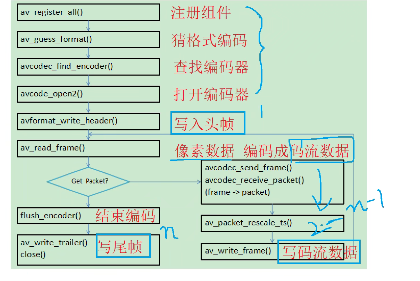 av_register_all() 注册组件
av_guess_format() 猜格式编码
avcodec_find_encoder() 查找编码器
avcode_open2() 打开编码器
avformat_write_header() 写入头帧
av_read_frame() 像素数据 编码成码流数据
Get Packet?
avcodec_send_frame()
avcodec_receive_packet()
(frame -> packet)
n-1
flush_encoder() 结束编码
av_packet_rescale_ts()
n
av_write_trailer() 写尾帧
close()
av_write_frame() 写码流数据